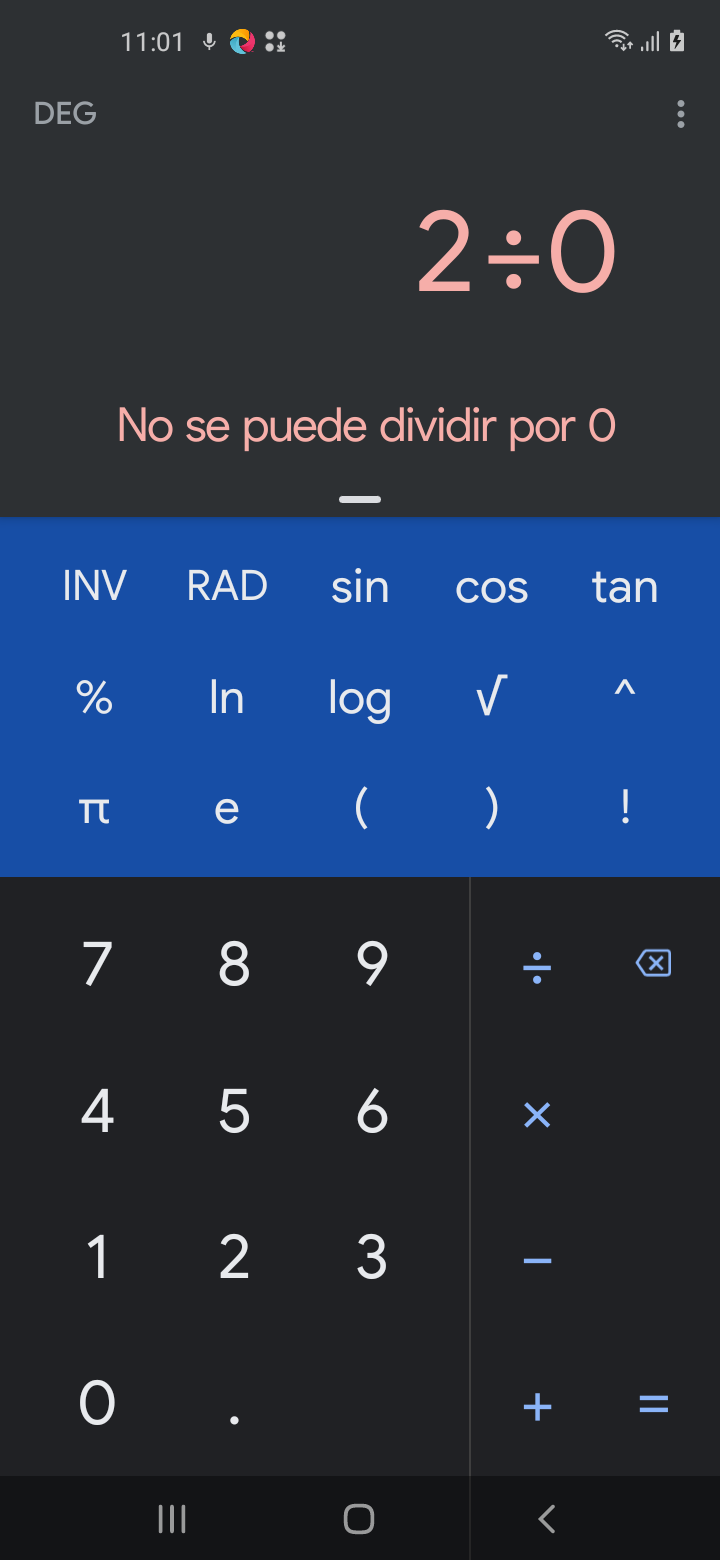 11:01
DEG
2÷0
No se puede dividir por 0
INV RAD sin cos tan
% ln log √ ^
π e ( ) !
7 8 9 ÷
4 5 6 ×
1 2 3 −
0 . + =